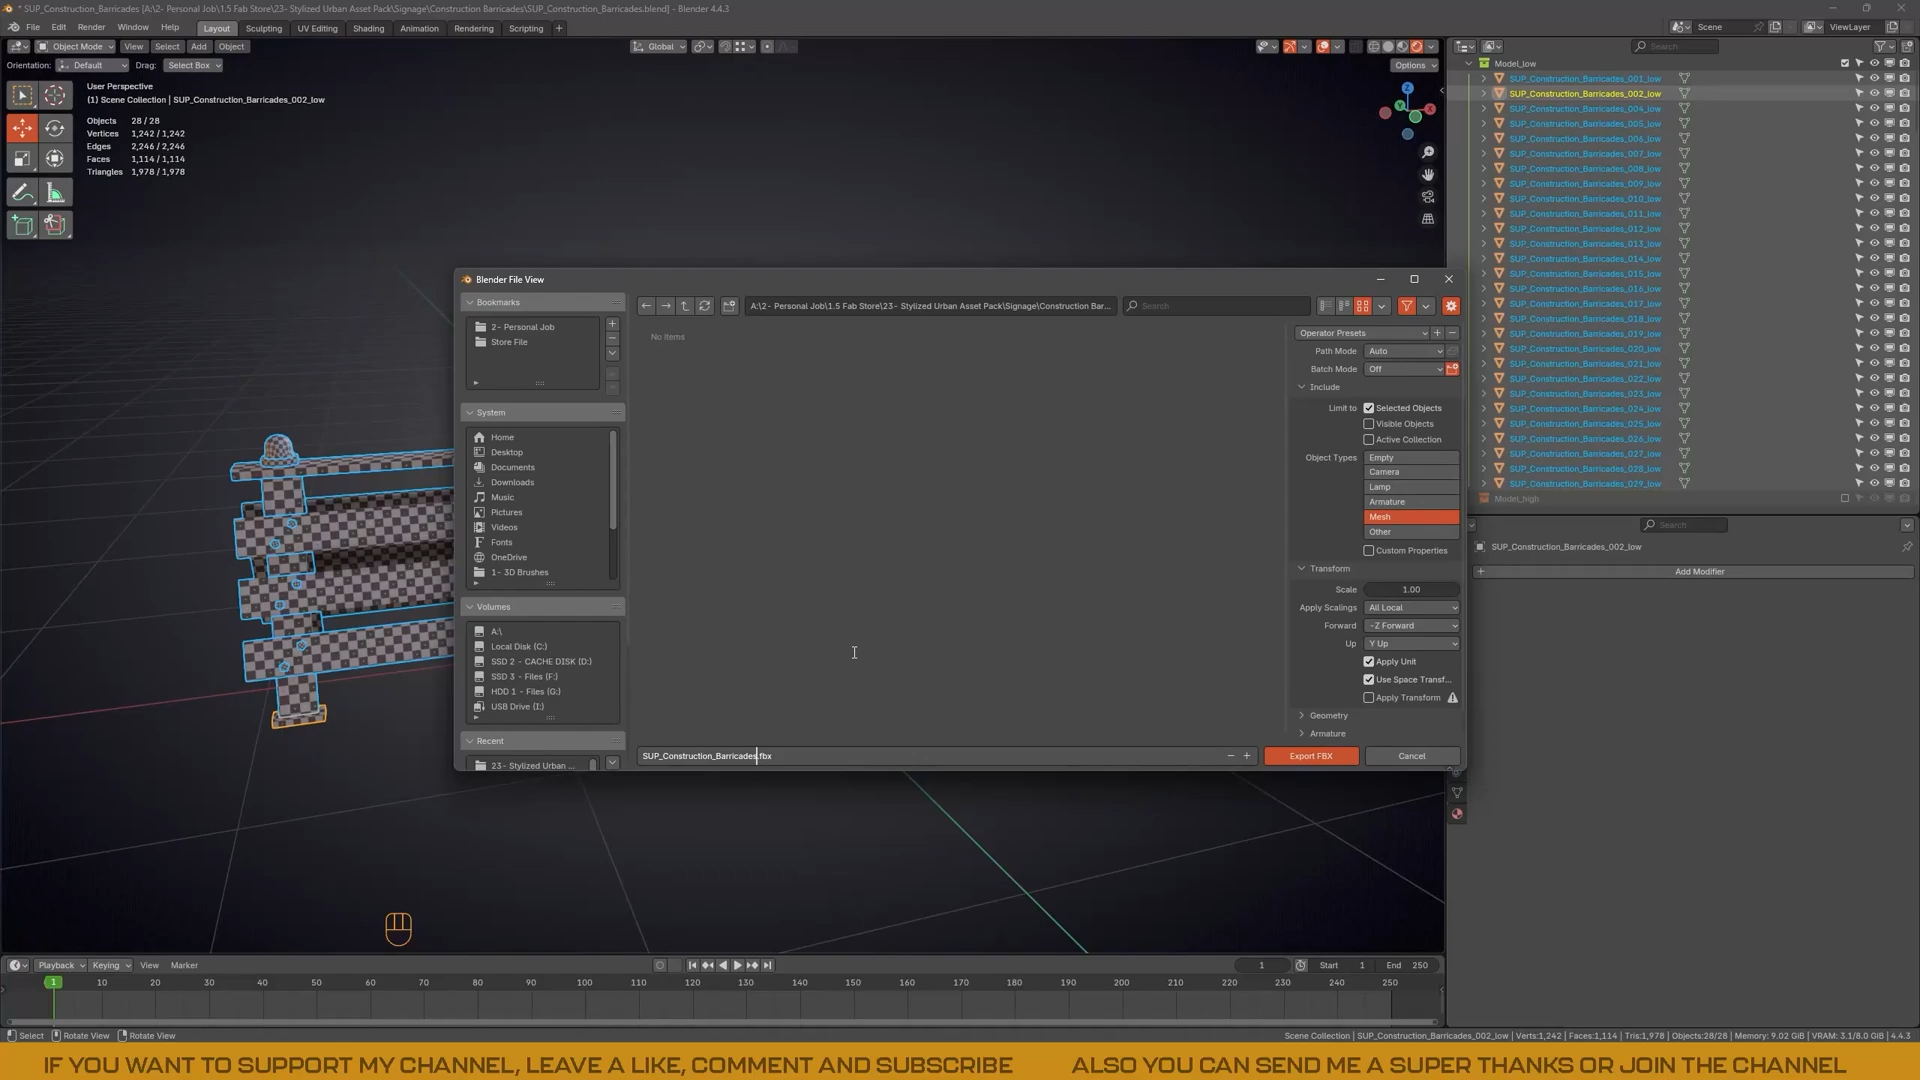 * SUP_Construction_Barricades [A:\2- Personal Job\1.5 Fab Store\23- Stylized Urban Asset Pack\Signage\Construction Barricades\SUP_Construction_Barricades.blend] - Blender 4.4.3
File Edit Render Window Help Layout Sculpting UV Editing Shading Animation Rendering Scripting + Scene ViewLayer
Object Mode View Select Add Object Global Search
Orientation: Default Drag: Select Box Options
User Perspective
(1) Scene Collection | SUP_Construction_Barricades_002_low
Objects 28 / 28
Vertices 1,242 / 1,242
Edges 2,246 / 2,246
Faces 1,114 / 1,114
Triangles 1,978 / 1,978
Z
Y
X
Model_low
SUP_Construction_Barricades_001_low
SUP_Construction_Barricades_002_low
SUP_Construction_Barricades_004_low
SUP_Construction_Barricades_005_low
SUP_Construction_Barricades_006_low
SUP_Construction_Barricades_007_low
SUP_Construction_Barricades_008_low
SUP_Construction_Barricades_009_low
SUP_Construction_Barricades_010_low
SUP_Construction_Barricades_011_low
SUP_Construction_Barricades_012_low
SUP_Construction_Barricades_013_low
SUP_Construction_Barricades_014_low
SUP_Construction_Barricades_015_low
SUP_Construction_Barricades_016_low
SUP_Construction_Barricades_017_low
SUP_Construction_Barricades_018_low
SUP_Construction_Barricades_019_low
SUP_Construction_Barricades_020_low
SUP_Construction_Barricades_021_low
SUP_Construction_Barricades_022_low
SUP_Construction_Barricades_023_low
SUP_Construction_Barricades_024_low
SUP_Construction_Barricades_025_low
SUP_Construction_Barricades_026_low
SUP_Construction_Barricades_027_low
SUP_Construction_Barricades_028_low
SUP_Construction_Barricades_029_low
Model_high
Search
SUP_Construction_Barricades_002_low
+ Add Modifier
Blender File View
Bookmarks
2- Personal Job
Store File
System
Home
Desktop
Documents
Downloads
Music
Pictures
Videos
Fonts
OneDrive
1- 3D Brushes
Volumes
A:\
Local Disk (C:)
SSD 2 - CACHE DISK (D:)
SSD 3 - Files (F:)
HDD 1 - Files (G:)
USB Drive (I:)
Recent
23- Stylized Urban ...
A:\2- Personal Job\1.5 Fab Store\23- Stylized Urban Asset Pack\Signage\Construction Bar... Search
No items
Operator Presets
Path Mode Auto
Batch Mode Off
Include
Limit to Selected Objects
Visible Objects
Active Collection
Object Types Empty
Camera
Lamp
Armature
Mesh
Other
Custom Properties
Transform
Scale 1.00
Apply Scalings All Local
Forward -Z Forward
Up Y Up
Apply Unit
Use Space Transf...
Apply Transform
Geometry
Armature
SUP_Construction_Barricades.fbx − + Export FBX Cancel
Playback Keying View Marker 1 Start 1 End 250
1 10 20 30 40 50 60 70 80 90 100 110 120 130 140 150 160 170 180 190 200 210 220 230 240 250
Select Rotate View Rotate View Scene Collection | SUP_Construction_Barricades_002_low | Verts:1,242 | Faces:1,114 | Tris:1,978 | Objects:28/28 | Memory: 9.02 GiB | VRAM: 3.1/8.0 GiB | 4.4.3
IF YOU WANT TO SUPPORT MY CHANNEL, LEAVE A LIKE, COMMENT AND SUBSCRIBE ALSO YOU CAN SEND ME A SUPER THANKS OR JOIN THE CHANNEL